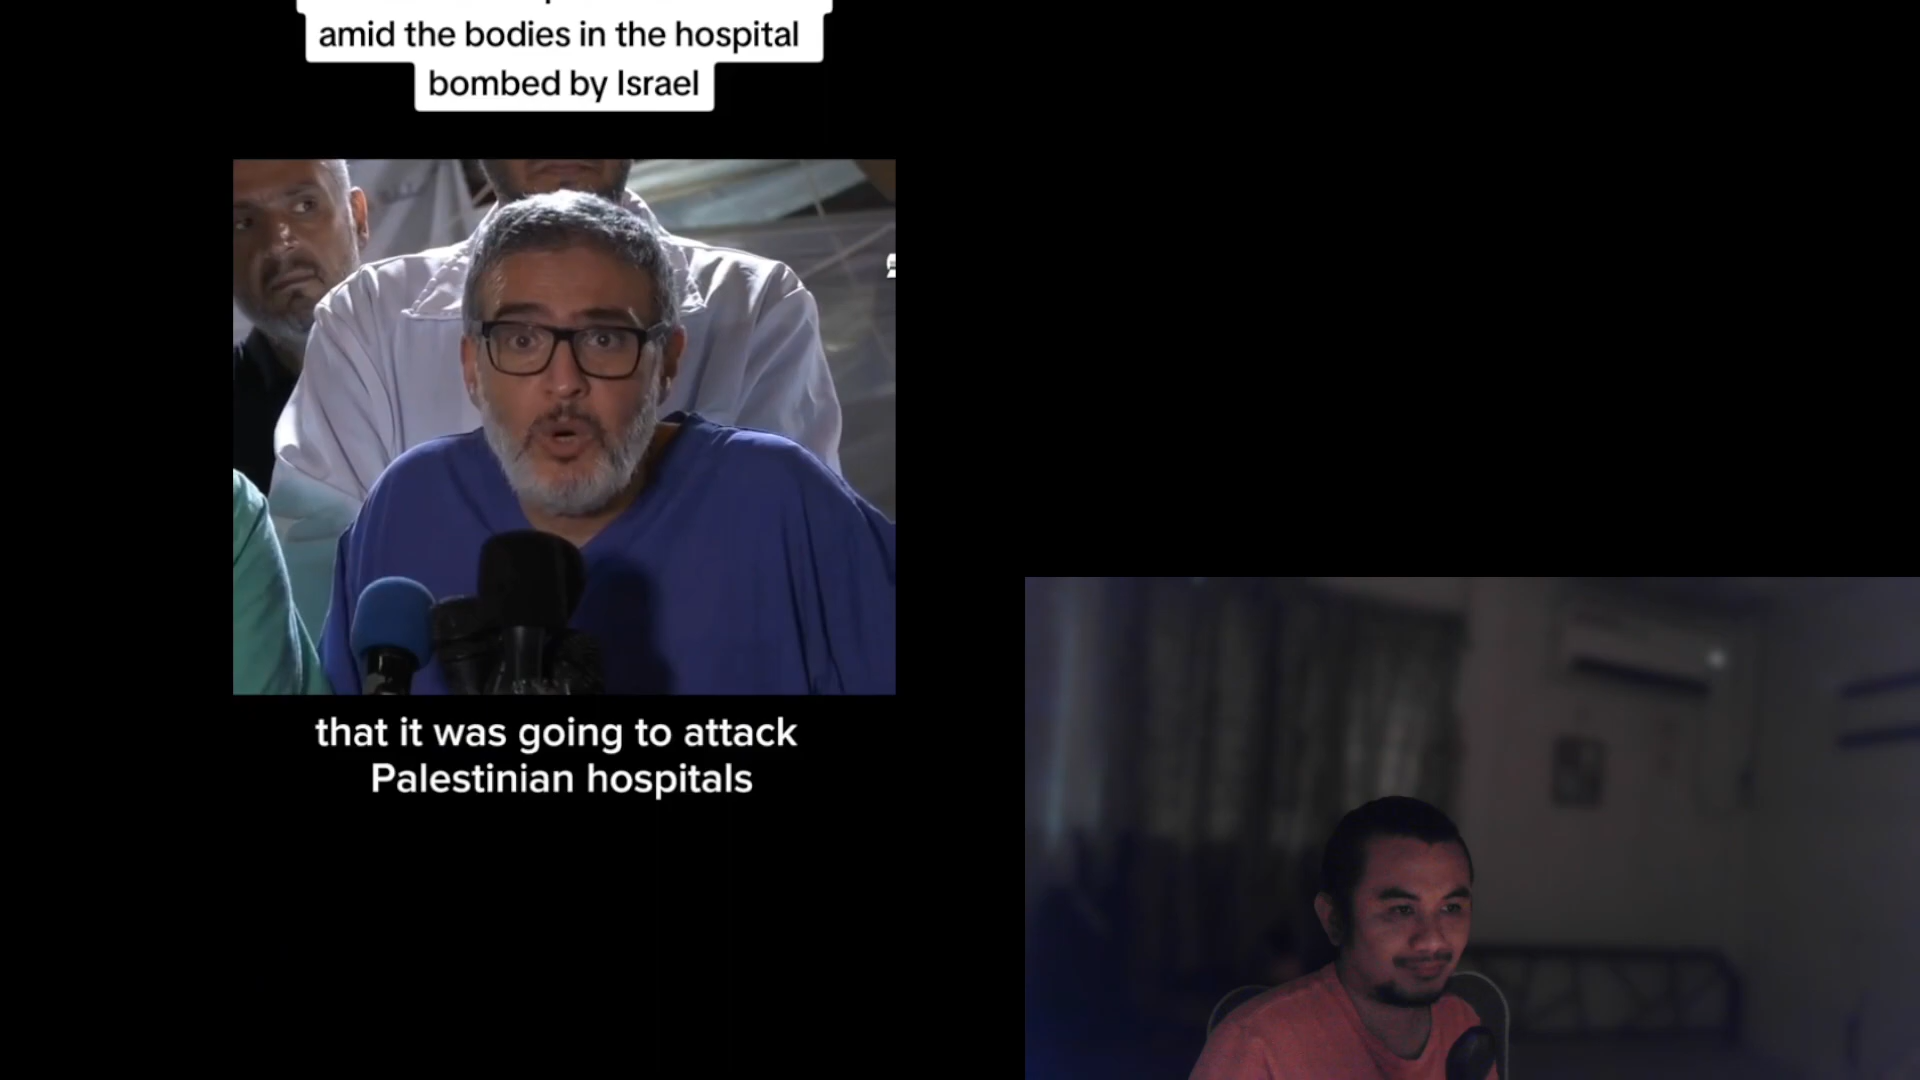 amid the bodies in the hospital
bombed by Israel
that it was going to attack
Palestinian hospitals